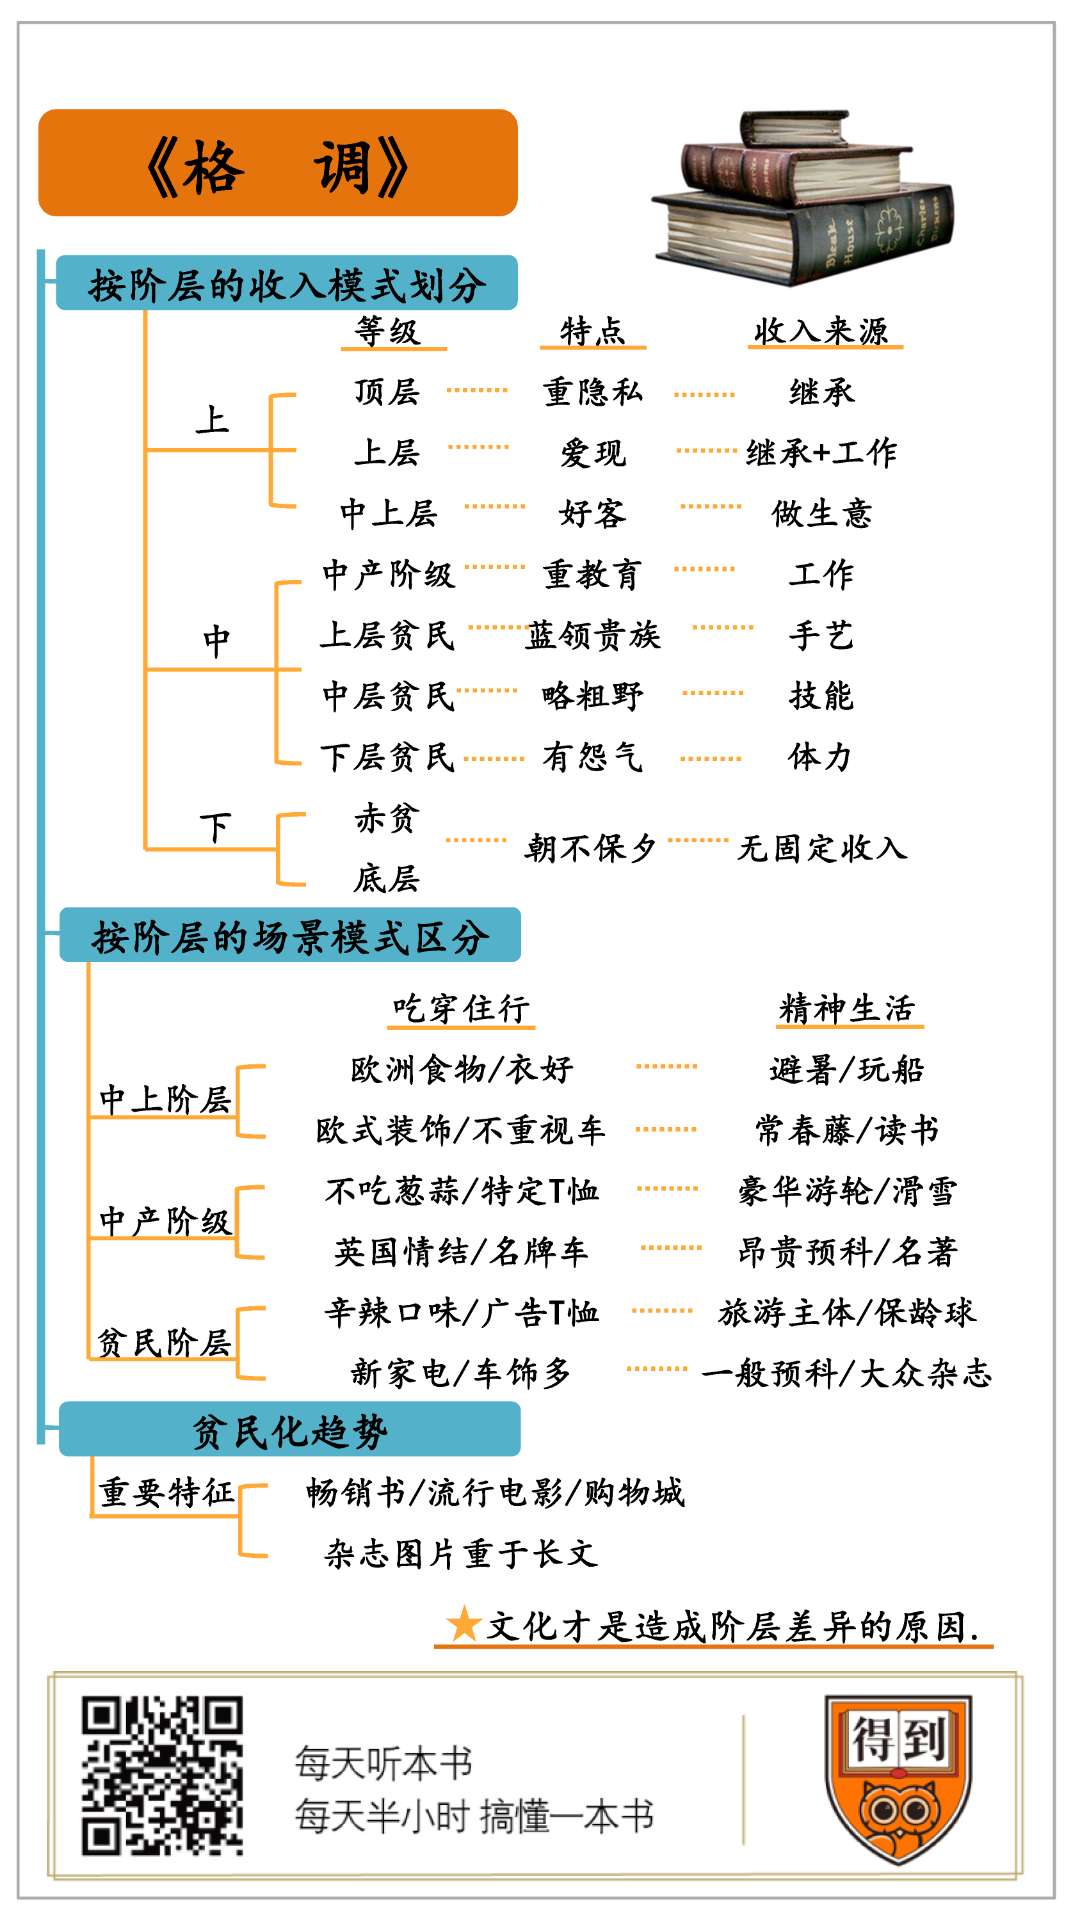 《格 调》
Bleak
House
Charles
Dickens
按阶层的收入模式划分
等级 特点 收入来源
上
顶层 重隐私 继承
上层 爱现 继承+工作
中上层 好客 做生意
中
中产阶级 重教育 工作
上层贫民 蓝领贵族 手艺
中层贫民 略粗野 技能
下层贫民 有怨气 体力
下
赤贫
朝不保夕 无固定收入
底层
按阶层的场景模式区分
吃穿住行 精神生活
中上阶层
欧洲食物/衣好 避暑/玩船
欧式装饰/不重视车 常春藤/读书
中产阶级
不吃葱蒜/特定T恤 豪华游轮/滑雪
英国情结/名牌车 昂贵预科/名著
贫民阶层
辛辣口味/广告T恤 旅游主体/保龄球
新家电/车饰多 一般预科/大众杂志
贫民化趋势
重要特征
畅销书/流行电影/购物城
杂志图片重于长文
★文化才是造成阶层差异的原因.
每天听本书
每天半小时 搞懂一本书
得到